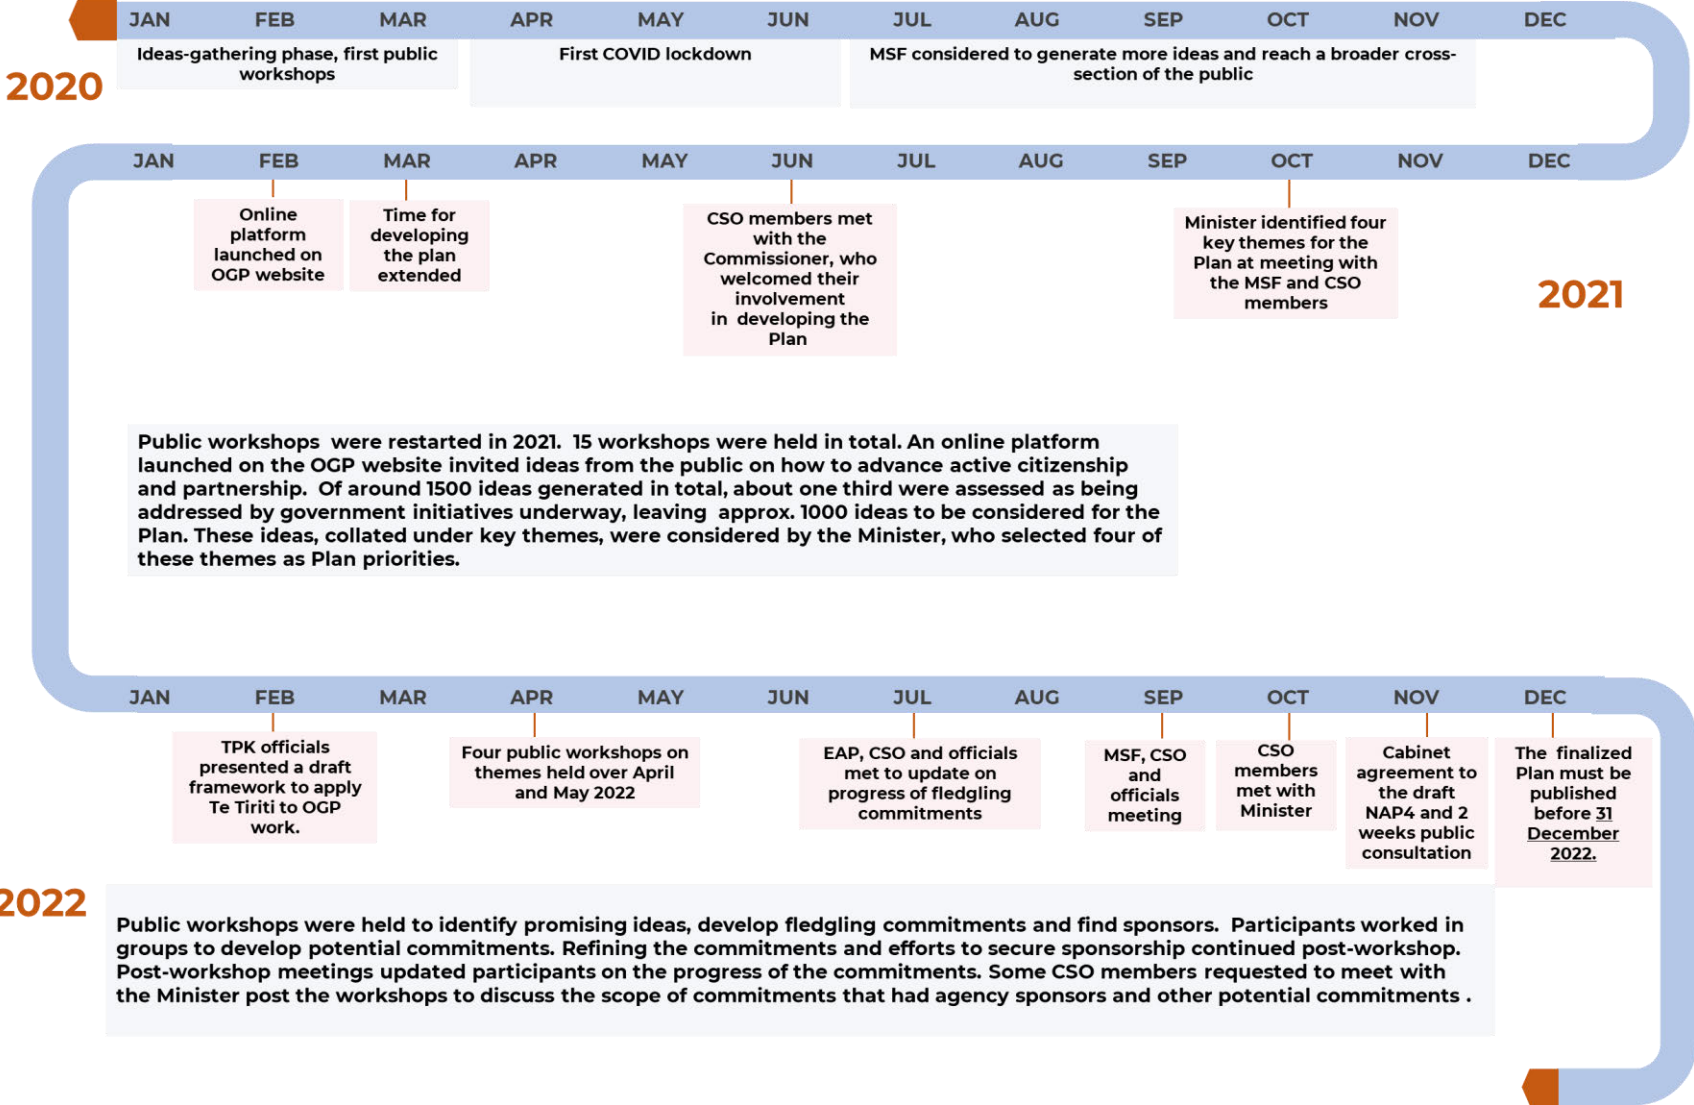 JAN FEB MAR APR MAY JUN JUL AUG SEP OCT NOV DEC
2020
Ideas-gathering phase, first public
workshops
First COVID lockdown
MSF considered to generate more ideas and reach a broader cross-
section of the public
JAN FEB MAR APR MAY JUN JUL AUG SEP OCT NOV DEC
Online
platform
launched on
OGP website
Time for
developing
the plan
extended
CSO members met
with the
Commissioner, who
welcomed their
involvement
in developing the
Plan
Minister identified four
key themes for the
Plan at meeting with
the MSF and CSO
members
2021
Public workshops were restarted in 2021. 15 workshops were held in total. An online platform
launched on the OGP website invited ideas from the public on how to advance active citizenship
and partnership. Of around 1500 ideas generated in total, about one third were assessed as being
addressed by government initiatives underway, leaving approx. 1000 ideas to be considered for the
Plan. These ideas, collated under key themes, were considered by the Minister, who selected four of
these themes as Plan priorities.
JAN FEB MAR APR MAY JUN JUL AUG SEP OCT NOV DEC
TPK officials
presented a draft
framework to apply
Te Tiriti to OGP
work.
Four public workshops on
themes held over April
and May 2022
EAP, CSO and officials
met to update on
progress of fledgling
commitments
MSF, CSO
and
officials
meeting
CSO
members
met with
Minister
Cabinet
agreement to
the draft
NAP4 and 2
weeks public
consultation
The finalized
Plan must be
published
before 31
December
2022.
2022
Public workshops were held to identify promising ideas, develop fledgling commitments and find sponsors. Participants worked in
groups to develop potential commitments. Refining the commitments and efforts to secure sponsorship continued post-workshop.
Post-workshop meetings updated participants on the progress of the commitments. Some CSO members requested to meet with
the Minister post the workshops to discuss the scope of commitments that had agency sponsors and other potential commitments .